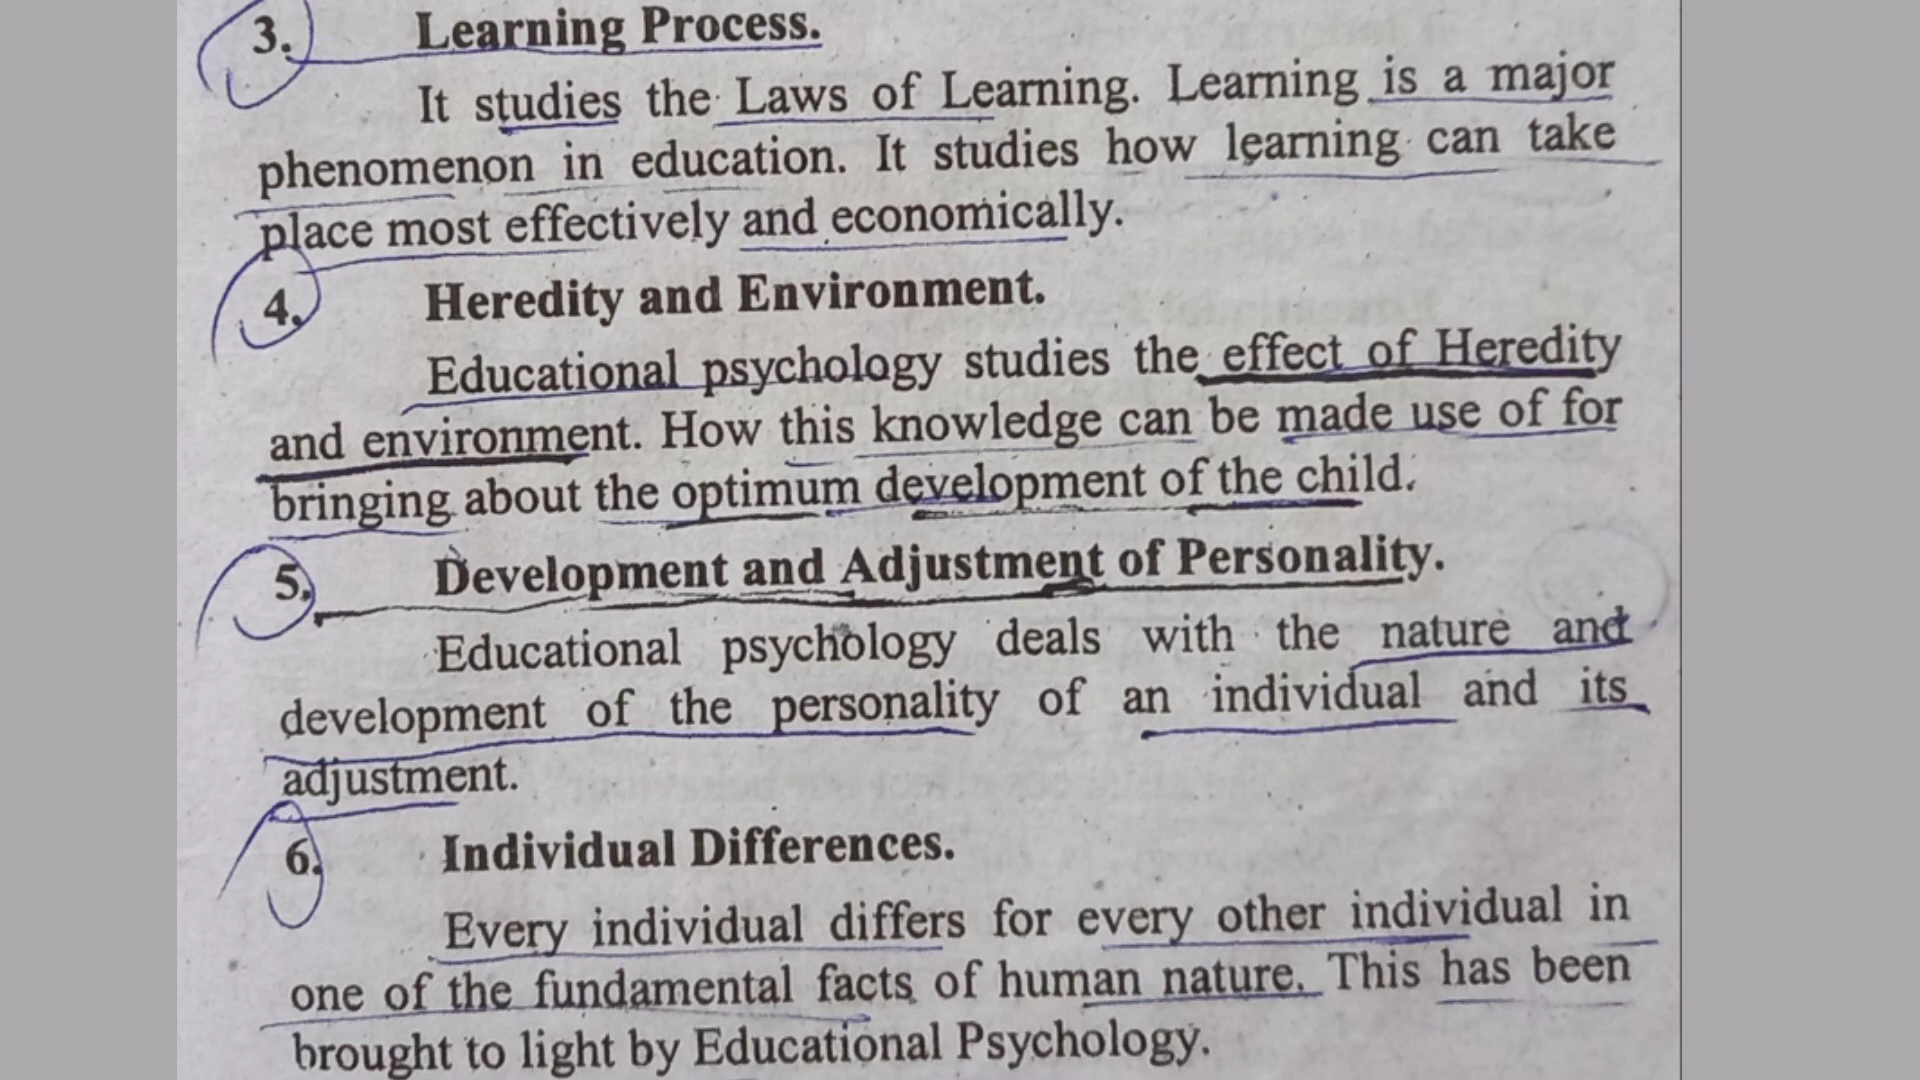 3. Learning Process.
It studies the Laws of Learning. Learning is a major
phenomenon in education. It studies how learning can take
place most effectively and economically.
4. Heredity and Environment.
Educational psychology studies the effect of Heredity
and environment. How this knowledge can be made use of for
bringing about the optimum development of the child.
5. Development and Adjustment of Personality.
Educational psychology deals with the nature and
development of the personality of an individual and its
adjustment.
6. Individual Differences.
Every individual differs for every other individual in
one of the fundamental facts of human nature. This has been
brought to light by Educational Psychology.